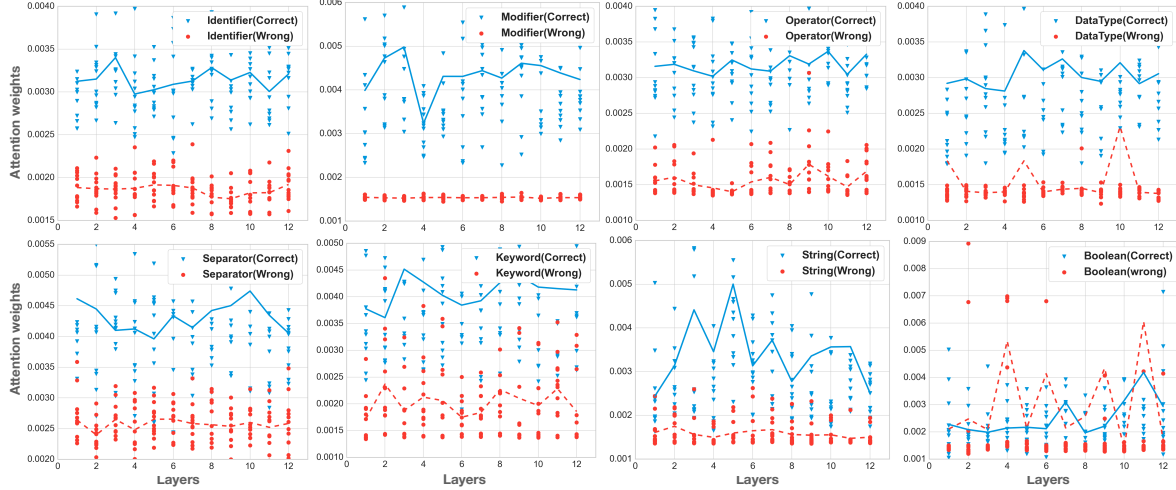 Identifier(Correct)
Identifier(Wrong)
0.0040
0.0035
0.0030
0.0025
0.0020
0.0015
0 2 4 6 8 10 12
Modifier(Correct)
Modifier(Wrong)
0.006
0.005
0.004
0.003
0.002
0.001
0 2 4 6 8 10 12
Operator(Correct)
Operator(Wrong)
0.0040
0.0035
0.0030
0.0025
0.0020
0.0015
0.0010
0 2 4 6 8 10 12
DataType(Correct)
DataType(Wrong)
0.0040
0.0035
0.0030
0.0025
0.0020
0.0015
0.0010
0 2 4 6 8 10 12
Attention weights
Separator(Correct)
Separator(Wrong)
0.0055
0.0050
0.0045
0.0040
0.0035
0.0030
0.0025
0.0020
0 2 4 6 8 10 12
Keyword(Correct)
Keyword(Wrong)
0.0050
0.0045
0.0040
0.0035
0.0030
0.0025
0.0020
0.0015
0.0010
0 2 4 6 8 10 12
String(Correct)
String(Wrong)
0.006
0.005
0.004
0.003
0.002
0.001
0 2 4 6 8 10 12
Boolean(Correct)
Boolean(wrong)
0.009
0.008
0.007
0.006
0.005
0.004
0.003
0.002
0.001
0 2 4 6 8 10 12
Attention weights
Layers
Layers
Layers
Layers